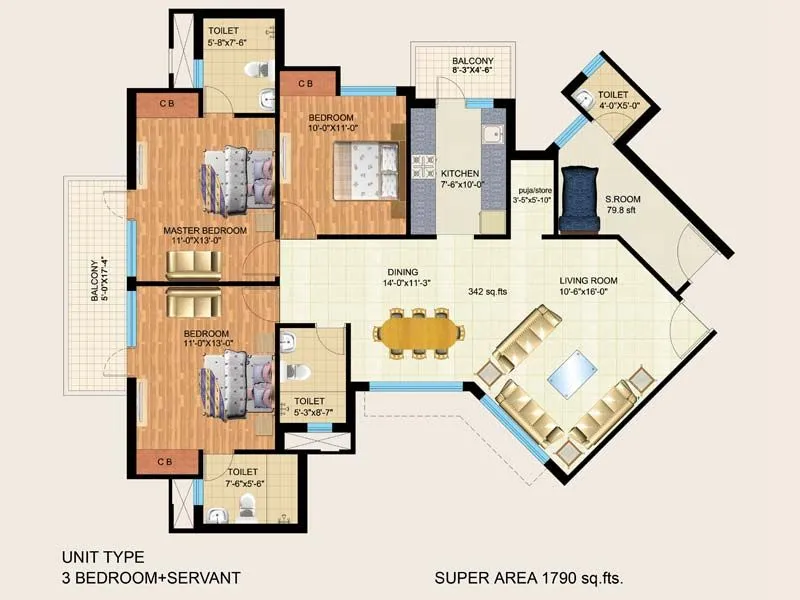 TOILET
5'-8"x7'-6"
C B
C B
BEDROOM
10'-0"X11'-0"
BALCONY
8'-3"X4'-6"
TOILET
4'-0"X5'-0"
KITCHEN
7'-6"x10'-0"
puja/store
3'-5"x5'-10"
S.ROOM
79.8 sft
MASTER BEDROOM
11'-0"X13'-0"
BALCONY
5'-0"X17'-4"
DINING
14'-0"x11'-3"
342 sq.fts
LIVING ROOM
10'-6"x16'-0"
BEDROOM
11'-0"X13'-0"
TOILET
5'-3"x8'-7"
C B
TOILET
7'-6"x5'-6"
UNIT TYPE
3 BEDROOM+SERVANT
SUPER AREA 1790 sq.fts.